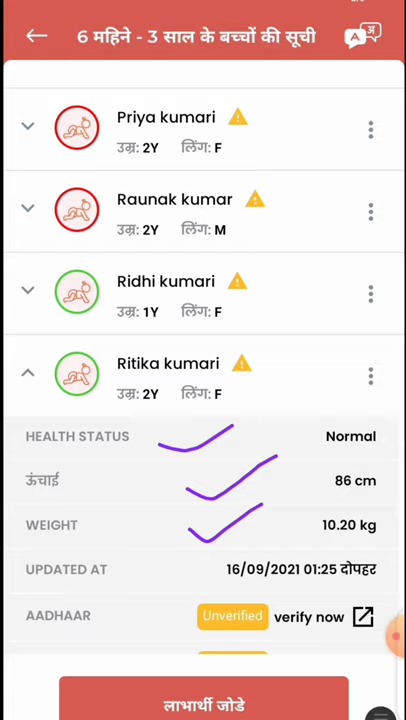 6 महिने - 3 साल के बच्चों की सूची
A अ
Priya kumari
उम्र: 2Y लिंग: F
Raunak kumar
उम्र: 2Y लिंग: M
Ridhi kumari
उम्र: 1Y लिंग: F
Ritika kumari
उम्र: 2Y लिंग: F
HEALTH STATUS Normal
ऊंचाई 86 cm
WEIGHT 10.20 kg
UPDATED AT 16/09/2021 01:25 दोपहर
AADHAAR Unverified verify now
लाभार्थी जोडे